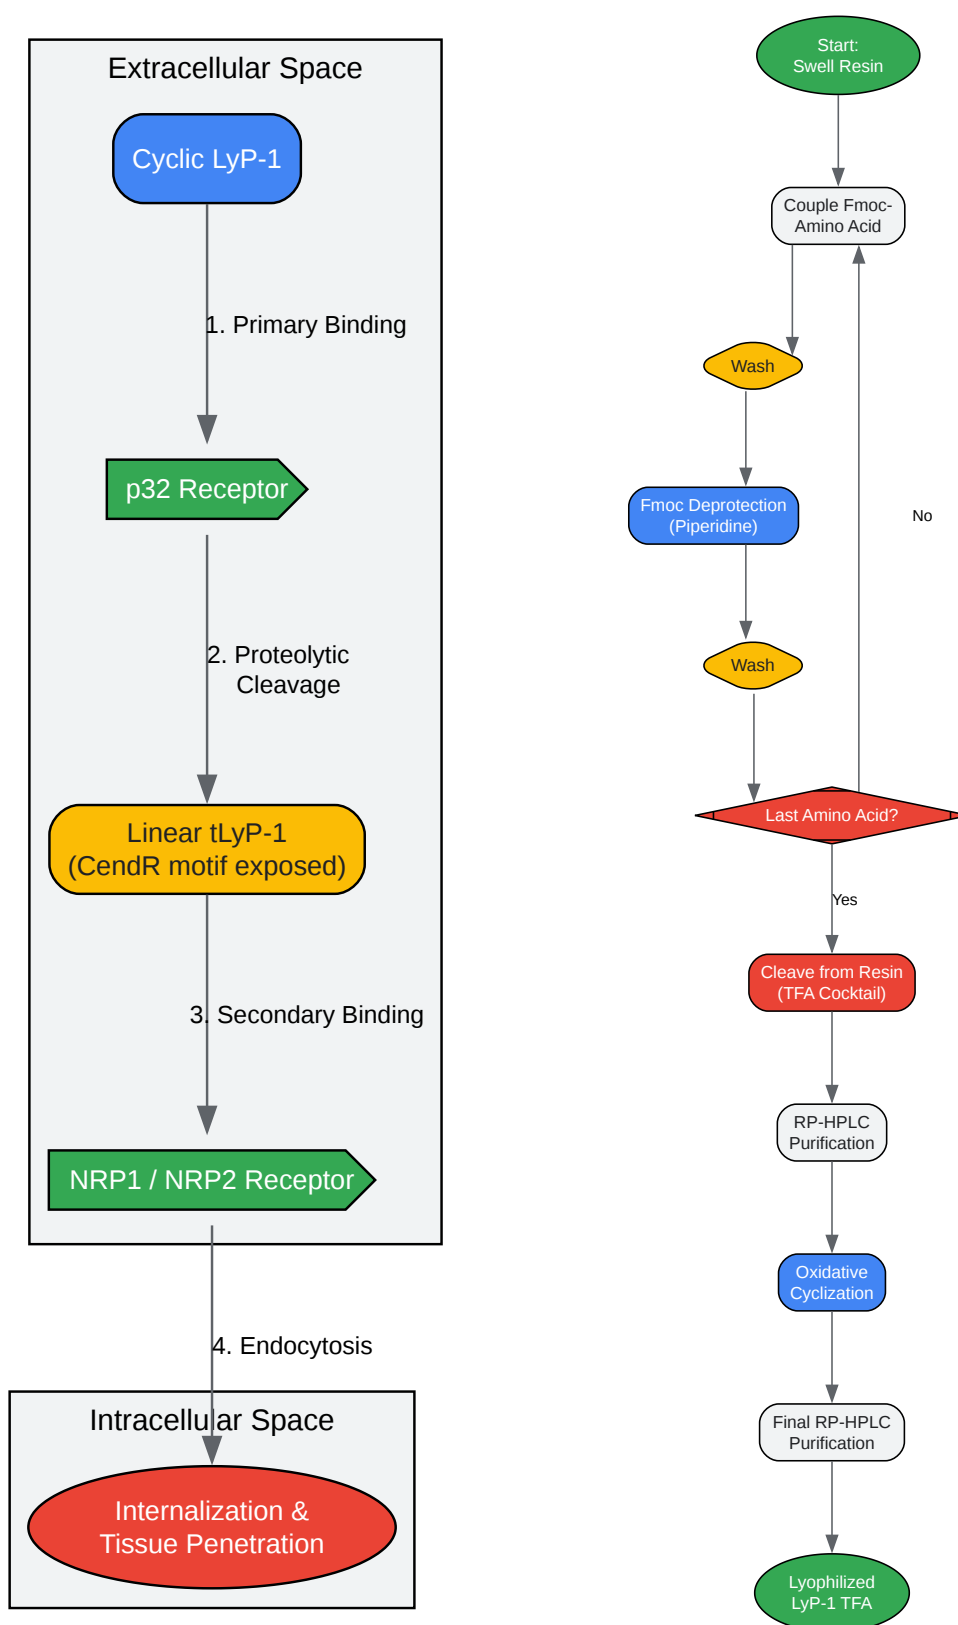 Extracellular Space
Cyclic LyP-1
1. Primary Binding
p32 Receptor
2. Proteolytic
Cleavage
Linear tLyP-1
(CendR motif exposed)
3. Secondary Binding
NRP1 / NRP2 Receptor
4. Endocytosis
Intracellular Space
Internalization &
Tissue Penetration
Start:
Swell Resin
Couple Fmoc-
Amino Acid
Wash
Fmoc Deprotection
(Piperidine)
No
Wash
Last Amino Acid?
Yes
Cleave from Resin
(TFA Cocktail)
RP-HPLC
Purification
Oxidative
Cyclization
Final RP-HPLC
Purification
Lyophilized
LyP-1 TFA